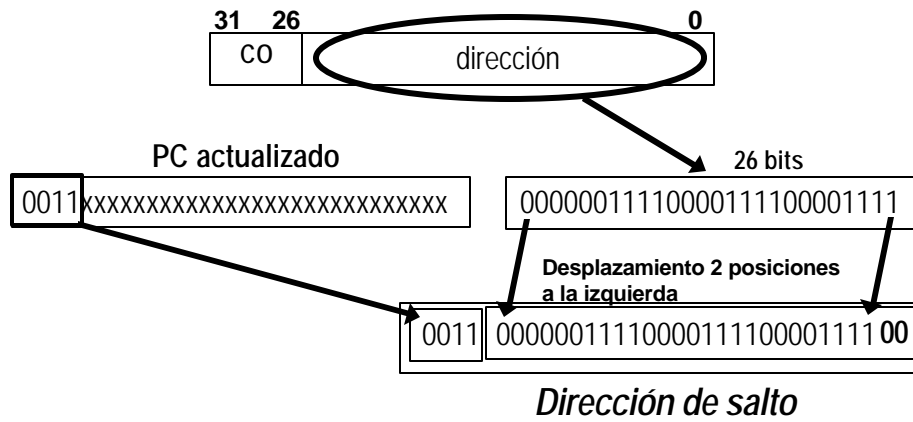 31 26 0
CO dirección
PC actualizado 26 bits
0011xxxxxxxxxxxxxxxxxxxxxxxxxxxx 00000011110000111100001111
Desplazamiento 2 posiciones
a la izquierda
0011 0000001111000011110000111100
Dirección de salto